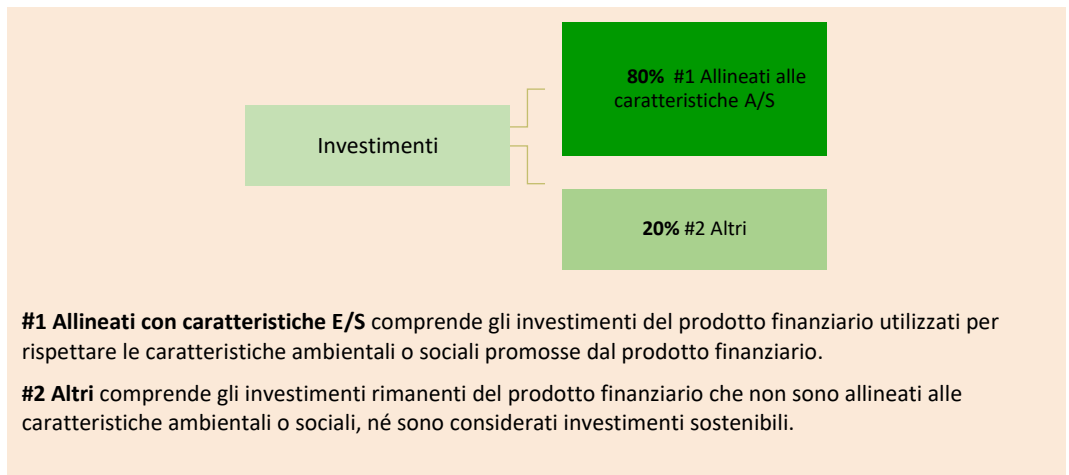 80% #1 Allineati alle
caratteristiche A/S
Investimenti
20% #2 Altri
#1 Allineati con caratteristiche E/S comprende gli investimenti del prodotto finanziario utilizzati per
rispettare le caratteristiche ambientali o sociali promosse dal prodotto finanziario.
#2 Altri comprende gli investimenti rimanenti del prodotto finanziario che non sono allineati alle
caratteristiche ambientali o sociali, né sono considerati investimenti sostenibili.